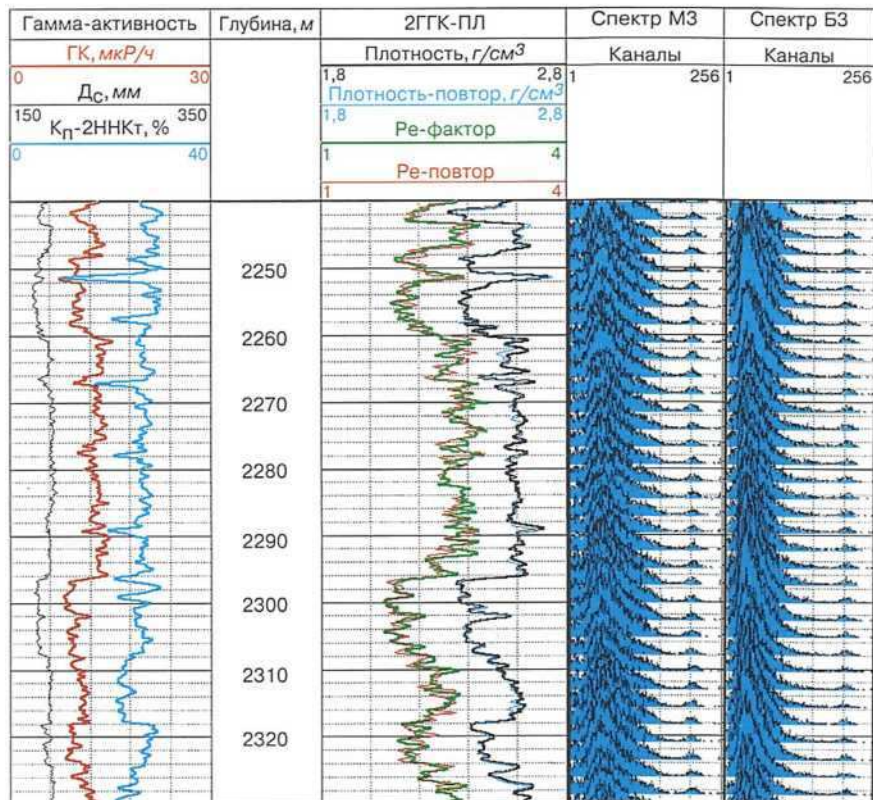 Гамма-активность
ГК, мкР/ч
0 30
Дс, мм
150 350
Кп-2ННКт, %
0 40
Глубина, м
2ГГК-ПЛ
Плотность, г/см³
1,8 2,8
Плотность-повтор, г/см³
1,8 2,8
Ре-фактор
1 4
Ре-повтор
1 4
Спектр МЗ
Каналы
1 256
Спектр БЗ
Каналы
1 256
2250
2260
2270
2280
2290
2300
2310
2320